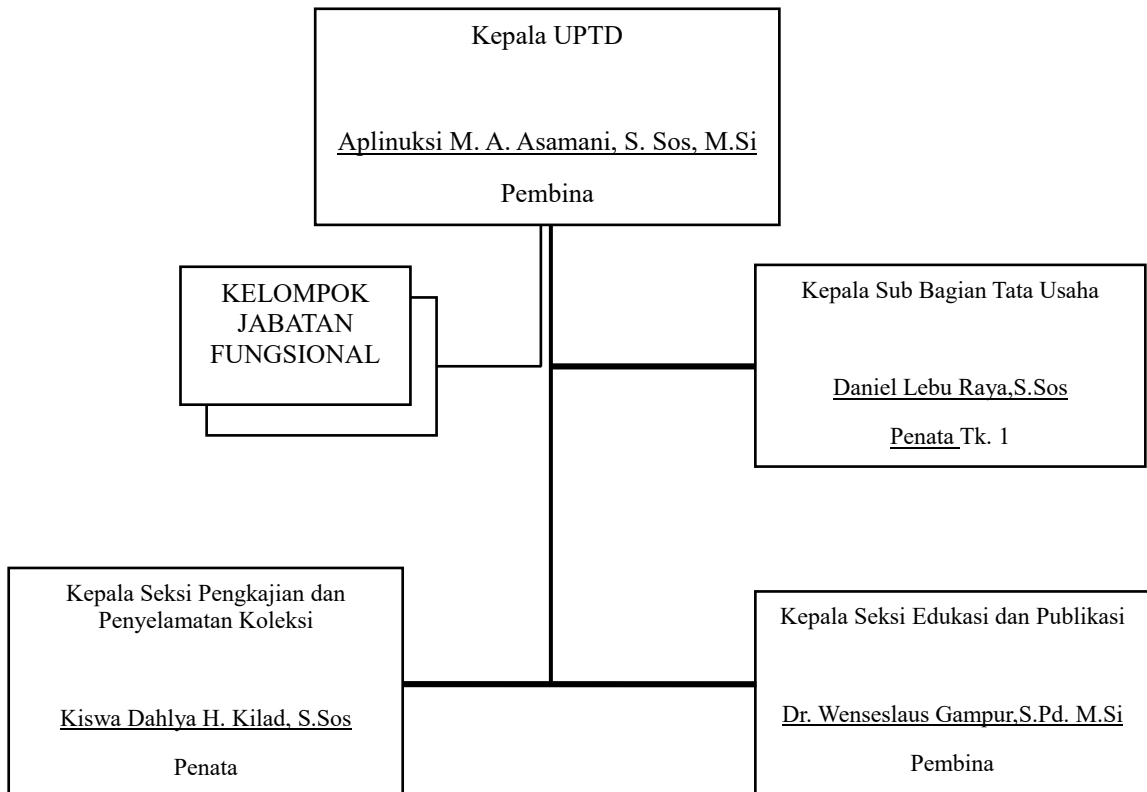 Kepala UPTD
Aplinuksi M. A. Asamani, S. Sos, M.Si
Pembina
KELOMPOK
JABATAN
FUNGSIONAL
Kepala Sub Bagian Tata Usaha
Daniel Lebu Raya,S.Sos
Penata Tk. 1
Kepala Seksi Pengkajian dan
Penyelamatan Koleksi
Kiswa Dahlya H. Kilad, S.Sos
Penata
Kepala Seksi Edukasi dan Publikasi
Dr. Wenseslaus Gampur,S.Pd. M.Si
Pembina